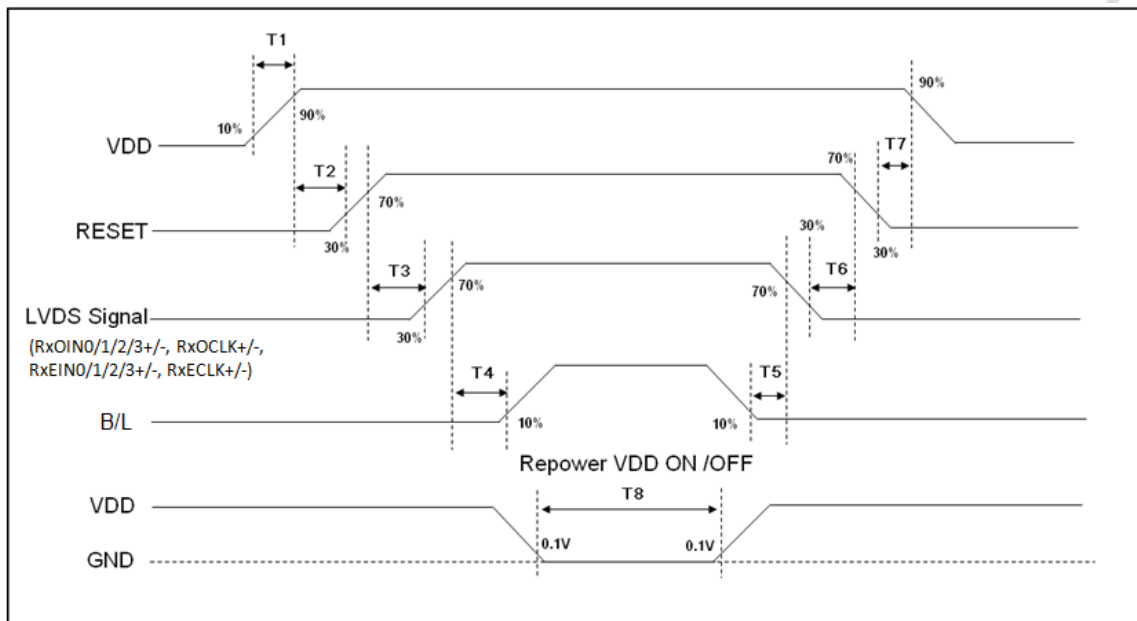 T1
90%
10%
90%
VDD
T7
T2
70%
70%
RESET
30%
30%
30%
T3
T6
70%
70%
LVDS Signal
30%
(RxOIN0/1/2/3+/-, RxOCLK+/-,
RxEIN0/1/2/3+/-, RxECLK+/-)
T4
T5
B/L
10%
10%
Repower VDD ON /OFF
VDD
T8
0.1V
0.1V
GND